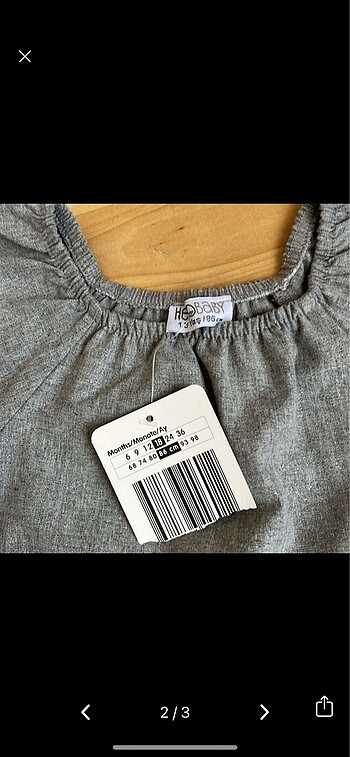 BABY
Months/Monate/Ay
6 9 12 18 24 36
68 74 80 86 cm 93 98
2 / 3